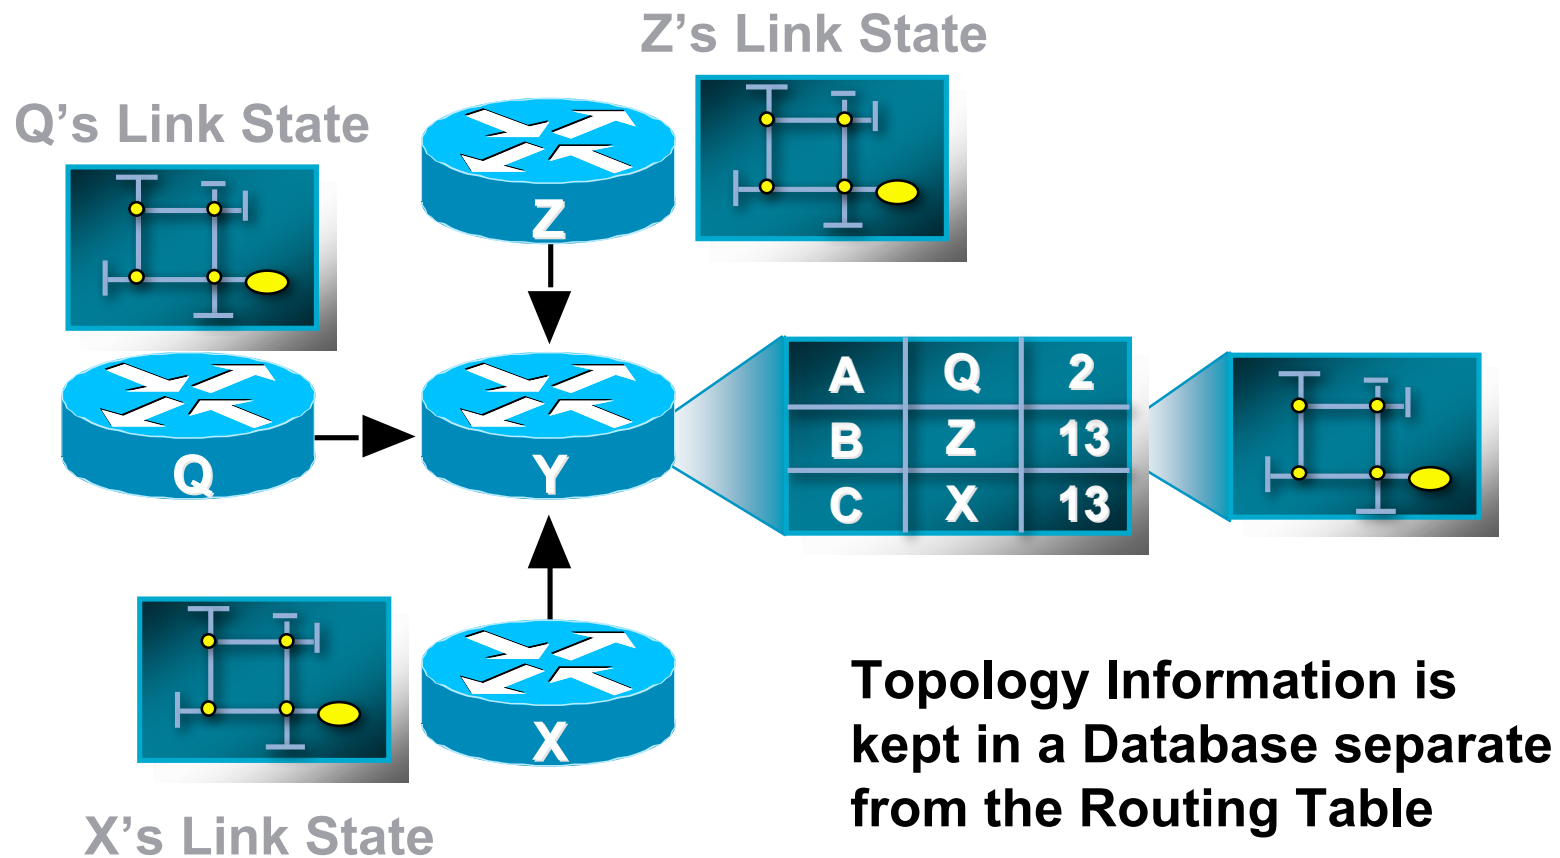 Z’s Link State
Q’s Link State
Z
A Q 2
B Z 13
C X 13
Q
Y
X
X’s Link State
Topology Information is
kept in a Database separate
from the Routing Table